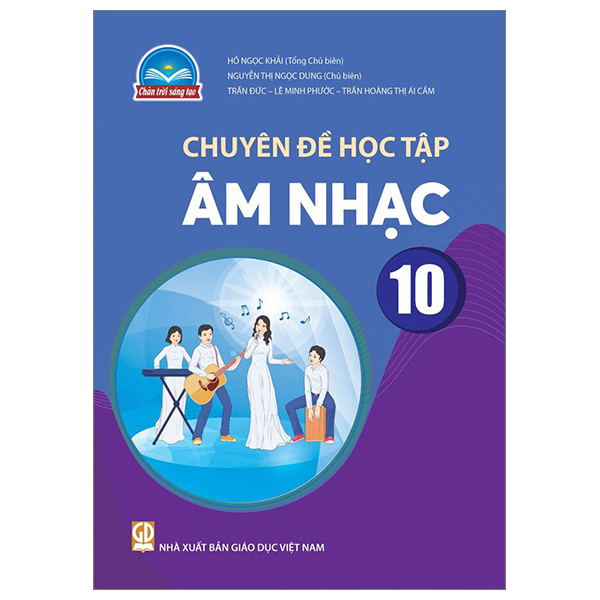 Chân trời sáng tạo
HỒ NGỌC KHẢI (Tổng Chủ biên)
NGUYỄN THỊ NGỌC DUNG (Chủ biên)
TRẦN ĐỨC – LÊ MINH PHƯỚC – TRẦN HOÀNG THỊ ÁI CẦM
CHUYÊN ĐỀ HỌC TẬP
ÂM NHẠC
10
GD
NHÀ XUẤT BẢN GIÁO DỤC VIỆT NAM